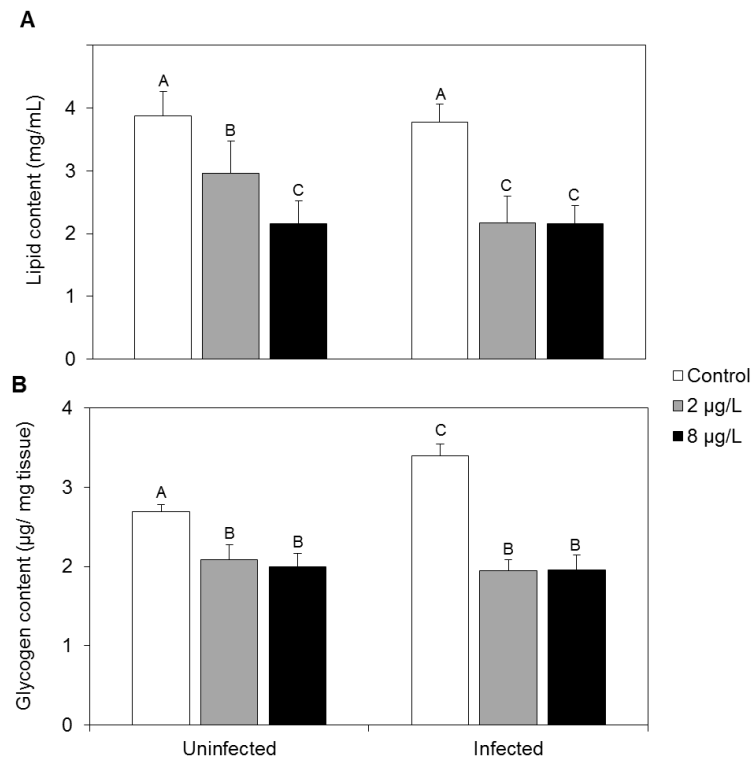 A
Lipid content (mg/mL)
4
3
2
1
0
A
B
C
A
C
C
B
Glycogen content (µg/ mg tissue)
4
3
2
1
0
A
B
B
C
B
B
Uninfected
Infected
Control
2 µg/L
8 µg/L